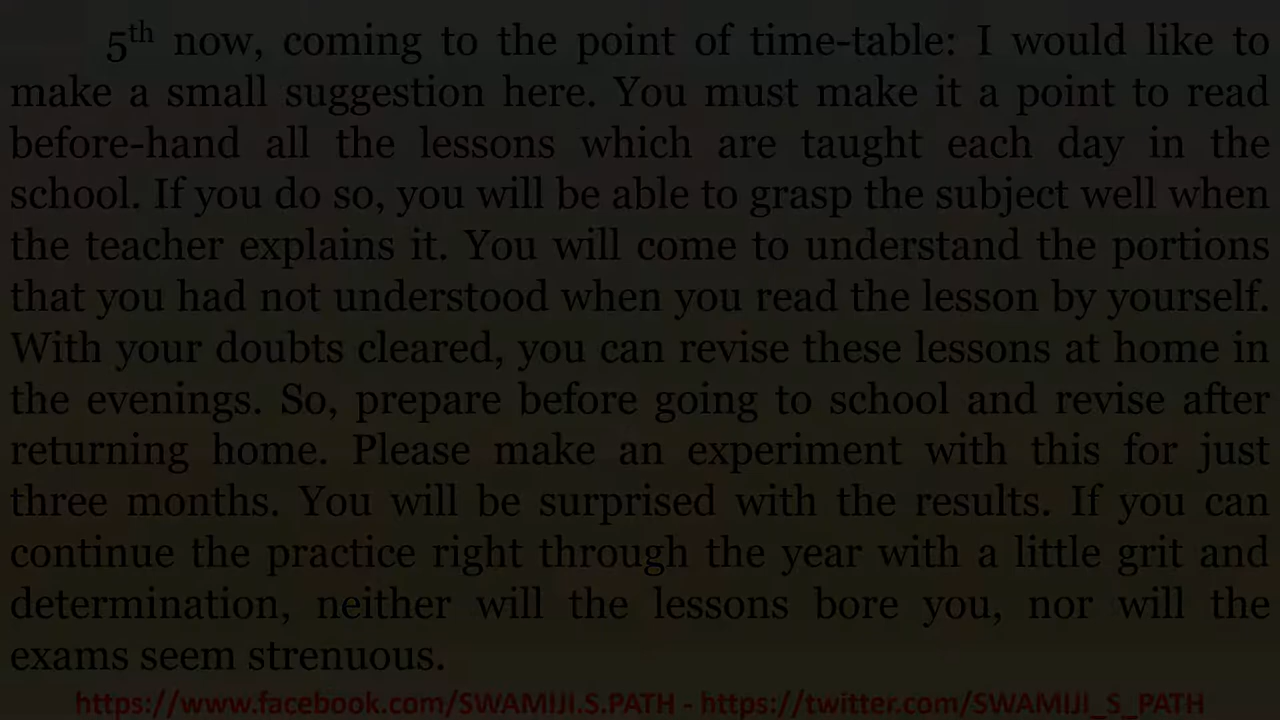 5th now, coming to the point of time-table: I would like to
make a small suggestion here. You must make it a point to read
before-hand all the lessons which are taught each day in the
school. If you do so, you will be able to grasp the subject well when
the teacher explains it. You will come to understand the portions
that you had not understood when you read the lesson by yourself.
With your doubts cleared, you can revise these lessons at home in
the evenings. So, prepare before going to school and revise after
returning home. Please make an experiment with this for just
three months. You will be surprised with the results. If you can
continue the practice right through the year with a little grit and
determination, neither will the lessons bore you, nor will the
exams seem strenuous.
https://www.facebook.com/SWAMIJI.S.PATH - https://twitter.com/SWAMIJI_S_PATH